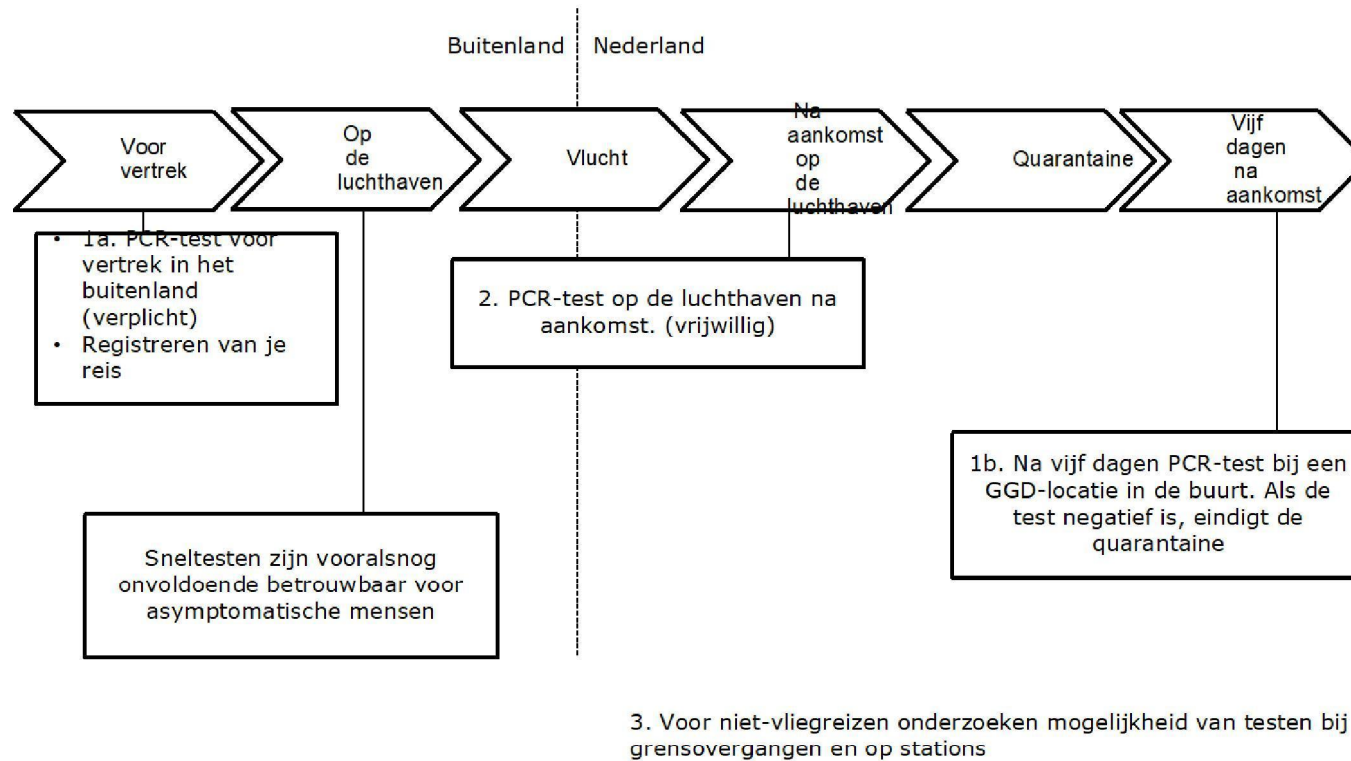 Buitenland Nederland
Voor
vertrek
Op
de
luchthaven
Vlucht
Na
aankomst
op
de
luchthaven
Quarantaine
Vijf
dagen
na
aankomst
• 1a. PCR-test voor
vertrek in het
buitenland
(verplicht)
• Registreren van je
reis
2. PCR-test op de luchthaven na
aankomst. (vrijwillig)
1b. Na vijf dagen PCR-test bij een
GGD-locatie in de buurt. Als de
test negatief is, eindigt de
quarantaine
Sneltesten zijn vooralsnog
onvoldoende betrouwbaar voor
asymptomatische mensen
3. Voor niet-vliegreizen onderzoeken mogelijkheid van testen bij
grensovergangen en op stations